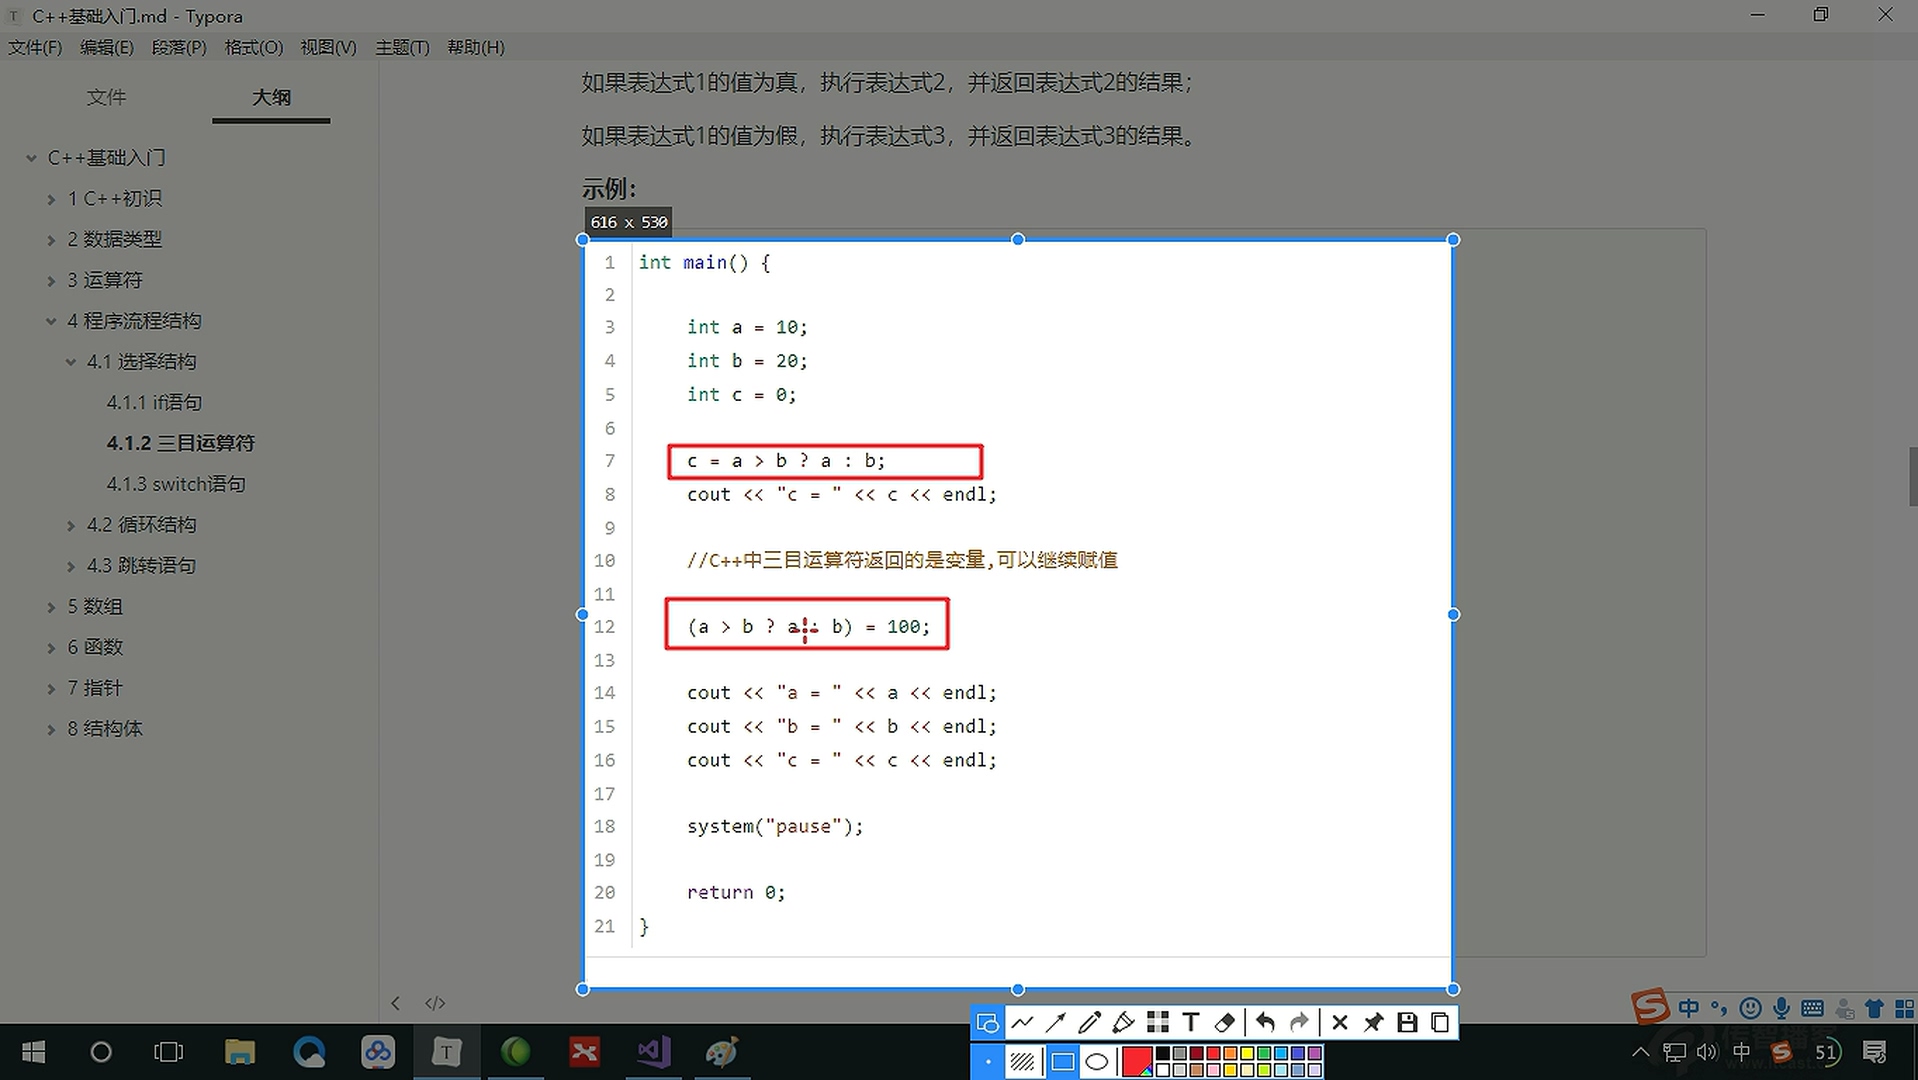 C++基础入门.md - Typora
文件(F) 编辑(E) 段落(P) 格式(O) 视图(V) 主题(T) 帮助(H)
文件 大纲
C++基础入门
1 C++初识
2 数据类型
3 运算符
4 程序流程结构
4.1 选择结构
4.1.1 if语句
4.1.2 三目运算符
4.1.3 switch语句
4.2 循环结构
4.3 跳转语句
5 数组
6 函数
7 指针
8 结构体
如果表达式1的值为真，执行表达式2，并返回表达式2的结果；
如果表达式1的值为假，执行表达式3，并返回表达式3的结果。
示例：
616 x 530
1 int main() {
2
3 int a = 10;
4 int b = 20;
5 int c = 0;
6
7 c = a > b ? a : b;
8 cout << "c = " << c << endl;
9
10 //C++中三目运算符返回的是变量,可以继续赋值
11
12 (a > b ? a : b) = 100;
13
14 cout << "a = " << a << endl;
15 cout << "b = " << b << endl;
16 cout << "c = " << c << endl;
17
18 system("pause");
19
20 return 0;
21 }
中
T
中 51
传智播客